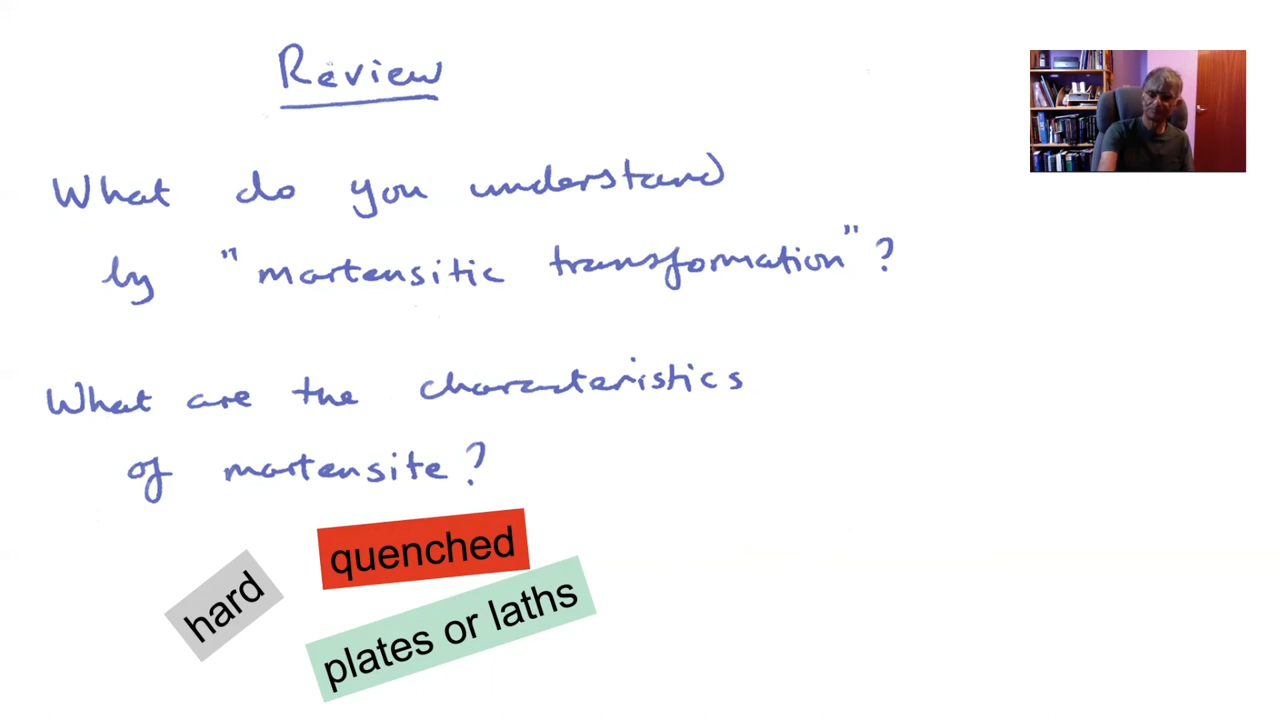 Review
What do you understand
by "martensitic transformation"?
What are the characteristics
of martensite?
quenched
hard
plates or laths